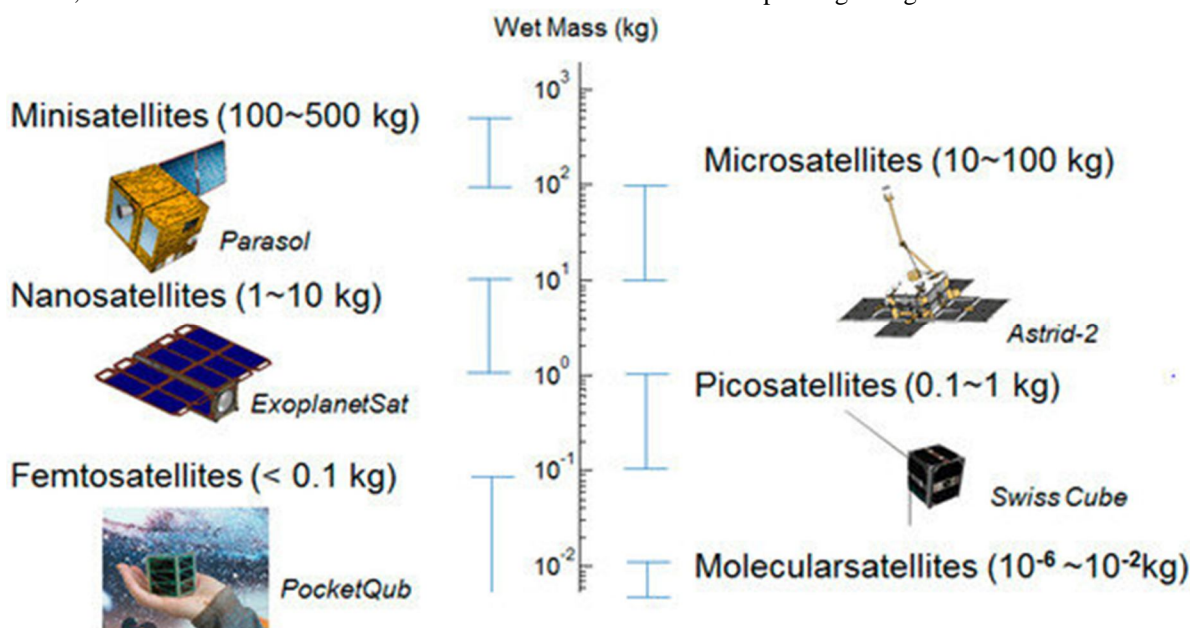 Wet Mass (kg)
10³
Minisatellites (100~500 kg)
Microsatellites (10~100 kg)
10²
Parasol
10¹
Nanosatellites (1~10 kg)
Astrid-2
10⁰
Picosatellites (0.1~1 kg)
ExoplanetSat
10⁻¹
Femtosatellites (< 0.1 kg)
Swiss Cube
10⁻²
Molecularsatellites (10⁻⁶ ~10⁻²kg)
PocketQub